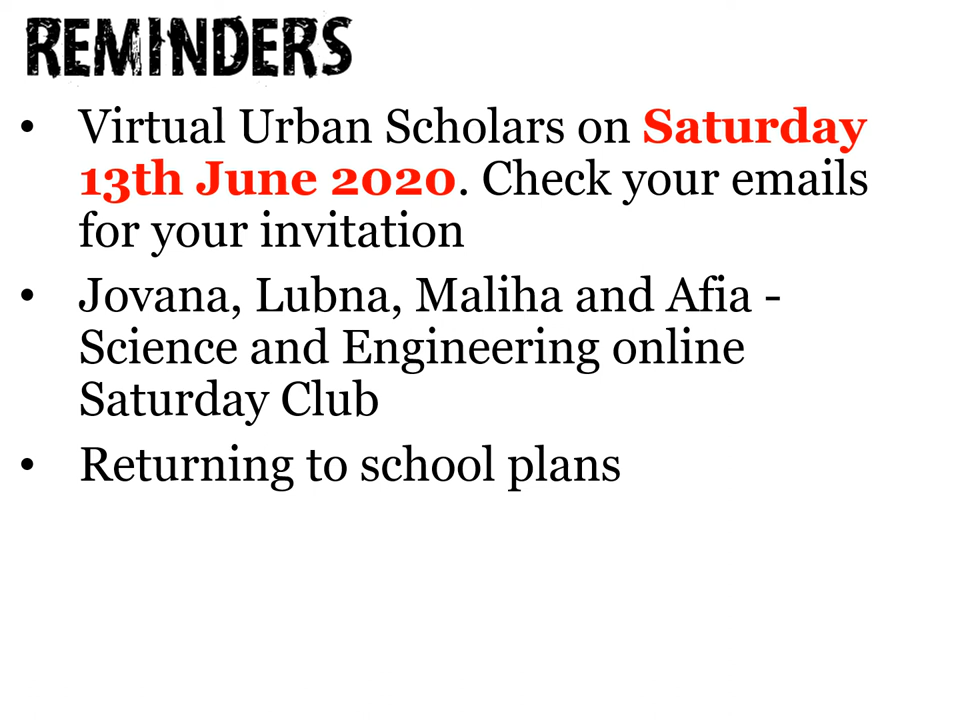 REMINDERS
• Virtual Urban Scholars on Saturday
13th June 2020. Check your emails
for your invitation
• Jovana, Lubna, Maliha and Afia -
Science and Engineering online
Saturday Club
• Returning to school plans